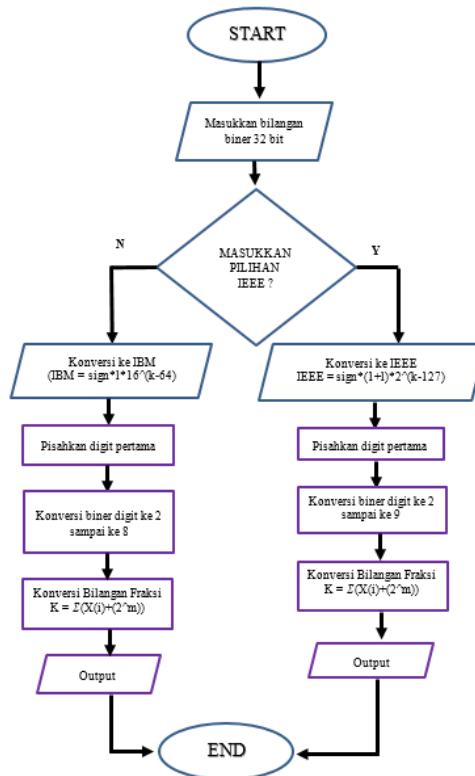 START
Masukkan bilangan
biner 32 bit
MASUKKAN
PILIHAN
IEEE ?
N
Y
Konversi ke IBM
(IBM = sign*l*16^(k-64)
Pisahkan digit pertama
Konversi biner digit ke 2
sampai ke 8
Konversi Bilangan Fraksi
K = Σ(X(i)+(2^m))
Output
Konversi ke IEEE
IEEE = sign*(1+l)*2^(k-127)
Pisahkan digit pertama
Konversi biner digit ke 2
sampai ke 9
Konversi Bilangan Fraksi
K = Σ(X(i)+(2^m))
Output
END